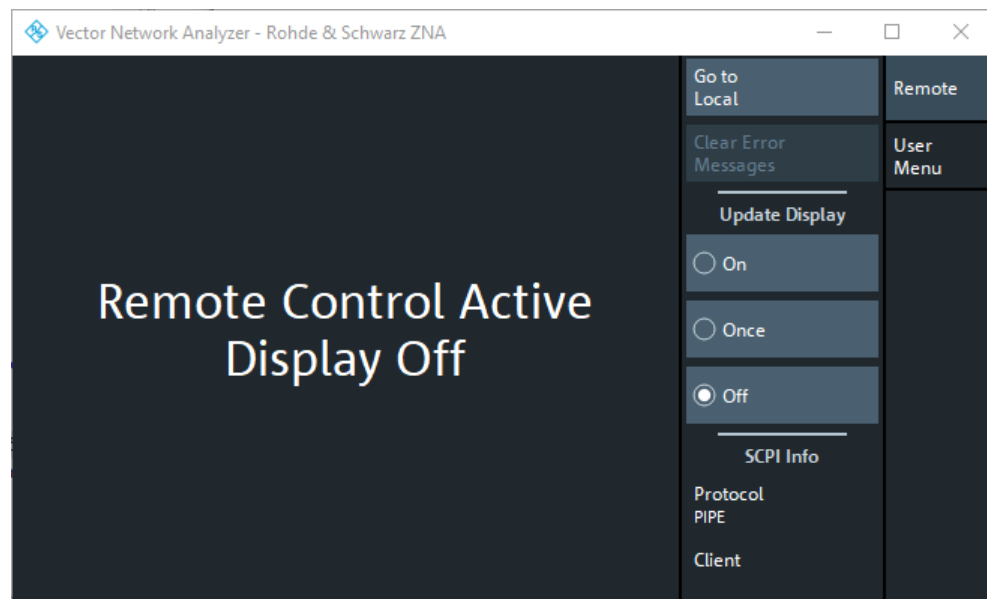 Vector Network Analyzer - Rohde & Schwarz ZNA
Remote Control Active
Display Off
Go to
Local
Clear Error
Messages
Update Display
On
Once
Off
SCPI Info
Protocol
PIPE
Client
Remote
User
Menu